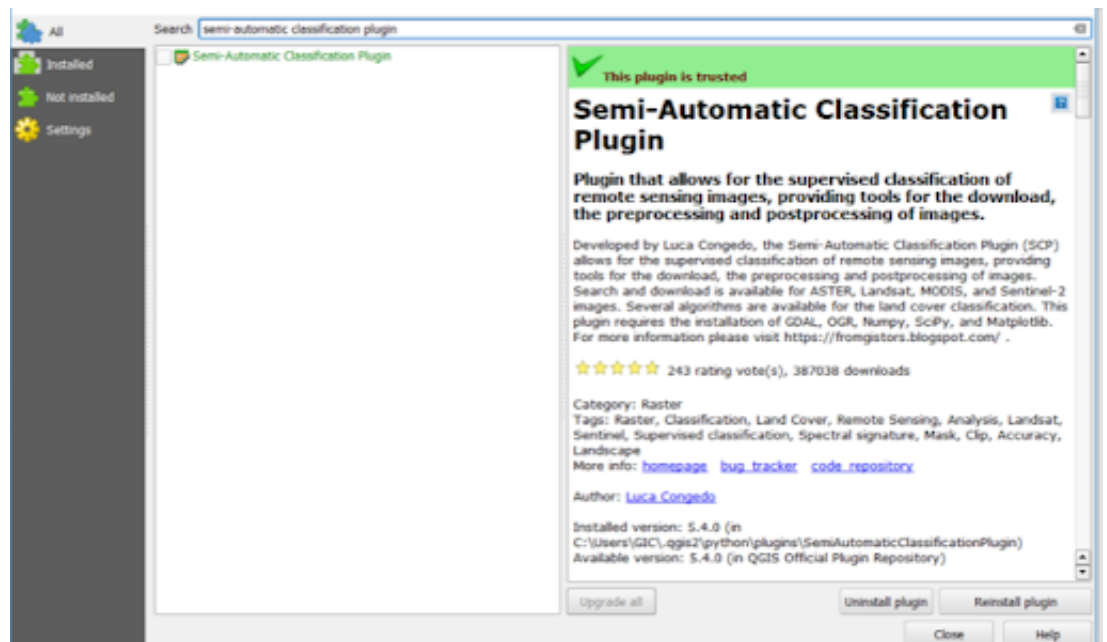 All
Installed
Not installed
Settings
Search semi-automatic classification plugin
Semi-Automatic Classification Plugin
This plugin is trusted
Semi-Automatic Classification
Plugin
Plugin that allows for the supervised classification of
remote sensing images, providing tools for the download,
the preprocessing and postprocessing of images.
Developed by Luca Congedo, the Semi-Automatic Classification Plugin (SCP)
allows for the supervised classification of remote sensing images, providing
tools for the download, the preprocessing and postprocessing of images.
Search and download is available for ASTER, Landsat, MODIS, and Sentinel-2
images. Several algorithms are available for the land cover classification. This
plugin requires the installation of GDAL, OGR, Numpy, SciPy, and Matplotlib.
For more information please visit https://fromgistors.blogspot.com/ .
243 rating vote(s), 387038 downloads
Category: Raster
Tags: Raster, Classification, Land Cover, Remote Sensing, Analysis, Landsat,
Sentinel, Supervised classification, Spectral signature, Mask, Clip, Accuracy,
Landscape
More info: homepage bug tracker code repository
Author: Luca Congedo
Installed version: 5.4.0 (in
C:\Users\GIC\.qgis2\python\plugins\SemiAutomaticClassificationPlugin)
Available version: 5.4.0 (in QGIS Official Plugin Repository)
Upgrade all
Uninstall plugin
Reinstall plugin
Close
Help